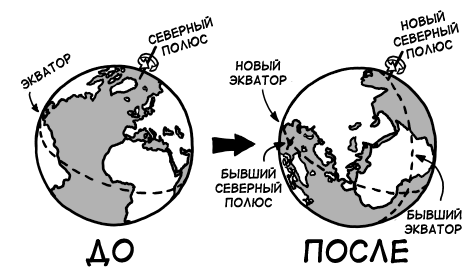 СЕВЕРНЫЙ
ПОЛЮС
ЭКВАТОР
ДО
НОВЫЙ
СЕВЕРНЫЙ
ПОЛЮС
НОВЫЙ
ЭКВАТОР
БЫВШИЙ
СЕВЕРНЫЙ
ПОЛЮС
БЫВШИЙ
ЭКВАТОР
ПОСЛЕ